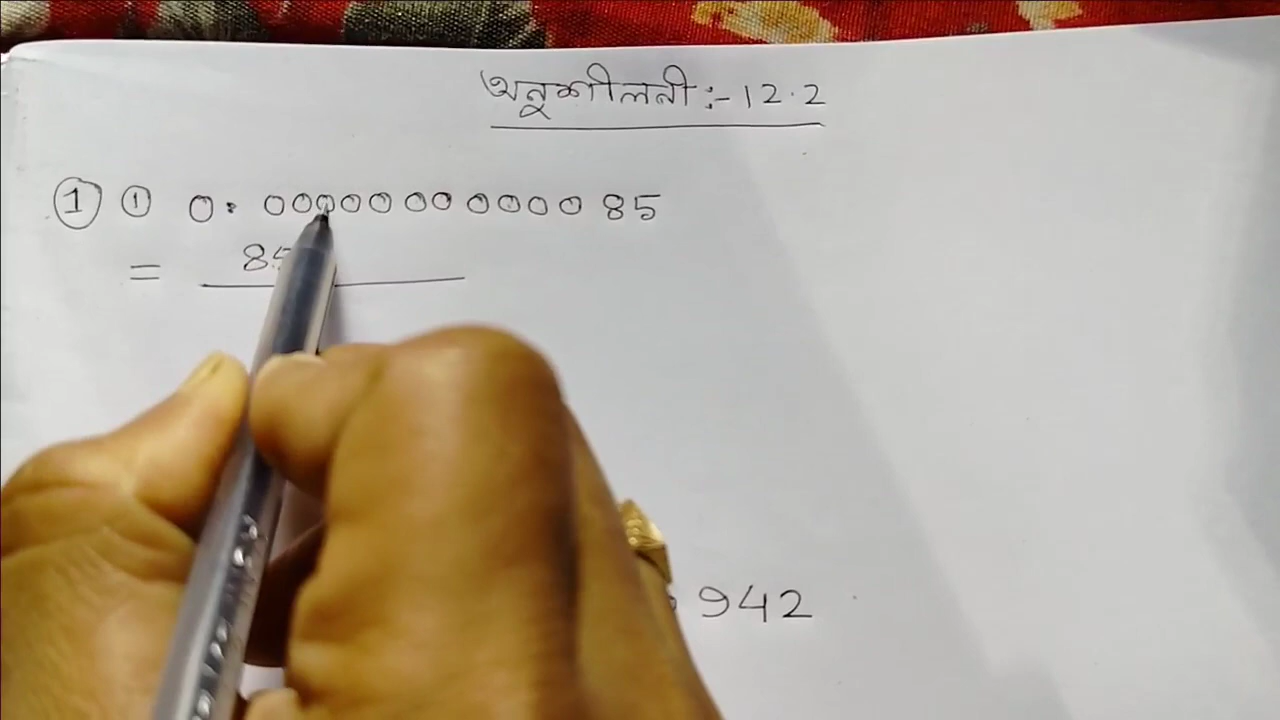 অনুশীলনী :- 12.2
① ① 0.0000000000085
= 85
942